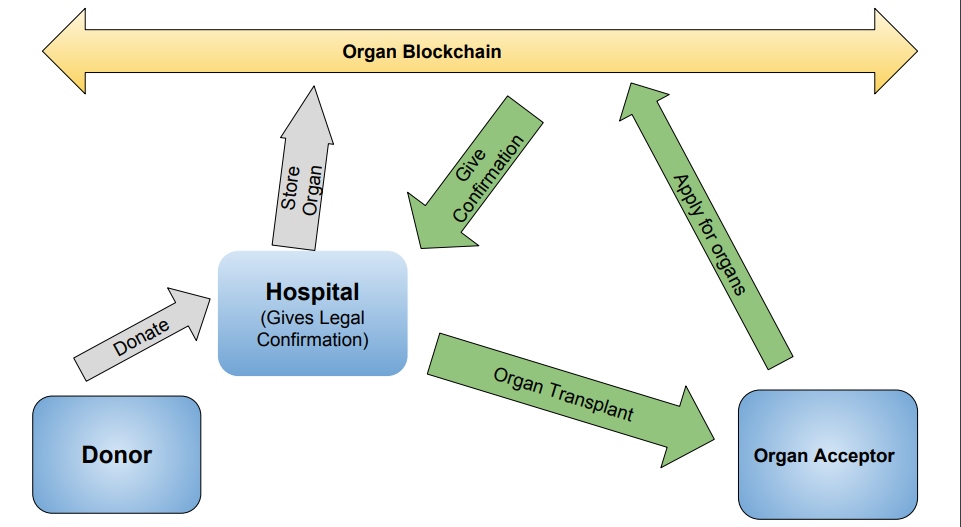 Organ Blockchain
Store
Organ
Give
Confirmation
Apply for organs
Hospital
(Gives Legal
Confirmation)
Donate
Organ Transplant
Donor
Organ Acceptor